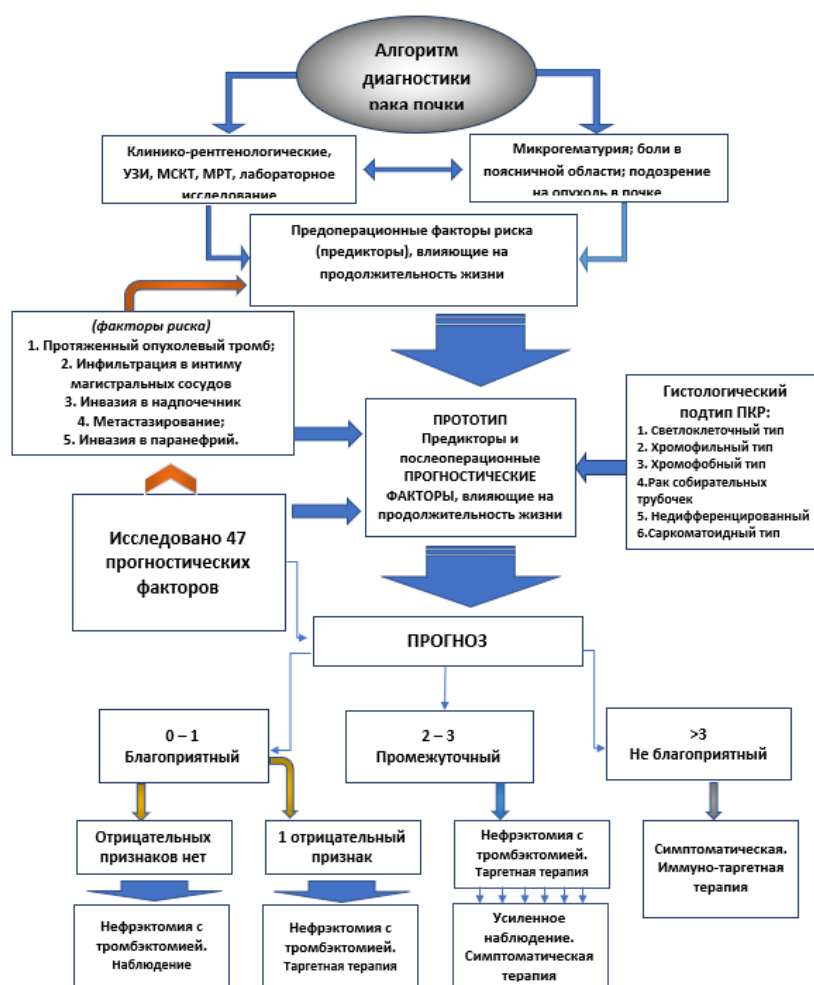 Алгоритм
диагностики
рака почки
Клинико-рентгенологические,
УЗИ, МСКТ, МРТ, лабораторное
исследование
Микрогематурия; боли в
поясничной области; подозрение
на опухоль в почке
Предоперационные факторы риска
(предикторы), влияющие на
продолжительность жизни
(факторы риска)
1. Протяженный опухолевый тромб;
2. Инфильтрация в интиму
магистральных сосудов
3. Инвазия в надпочечник
4. Метастазирование;
5. Инвазия в паранефрий.
ПРОТОТИП
Предикторы и
послеоперационные
ПРОГНОСТИЧЕСКИЕ
ФАКТОРЫ, влияющие на
продолжительность жизни
Гистологический
подтип ПКР:
1. Светлоклеточный тип
2. Хромофильный тип
3. Хромофобный тип
4.Рак собирательных
трубочек
5. Недифференцированный
6.Саркоматоидный тип
Исследовано 47
прогностических
факторов
ПРОГНОЗ
0 – 1
Благоприятный
2 – 3
Промежуточный
>3
Не благоприятный
Отрицательных
признаков нет
1 отрицательный
признак
Нефрэктомия с
тромбэктомией.
Таргетная терапия
Симптоматическая.
Иммуно-таргетная
терапия
Нефрэктомия с
тромбэктомией.
Наблюдение
Нефрэктомия с
тромбэктомией.
Таргетная терапия
Усиленное
наблюдение.
Симптоматическая
терапия